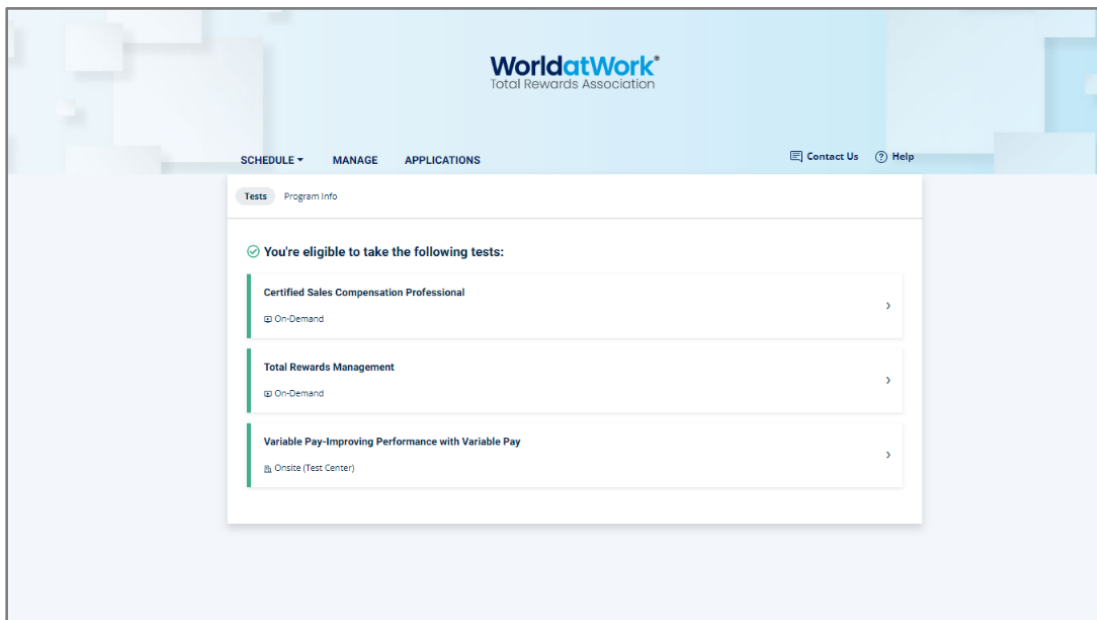 WorldatWork®
Total Rewards Association
SCHEDULE MANAGE APPLICATIONS Contact Us Help
Tests Program Info
You're eligible to take the following tests:
Certified Sales Compensation Professional
On-Demand
Total Rewards Management
On-Demand
Variable Pay-Improving Performance with Variable Pay
Onsite (Test Center)